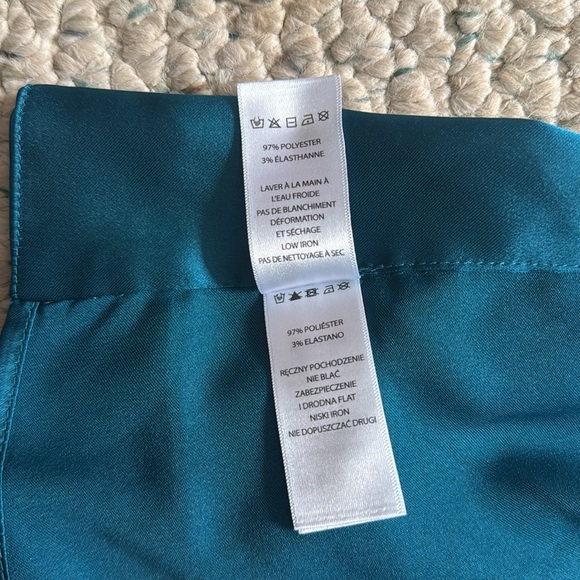 97% POLYESTER
3% ÉLASTHANNE
LAVER À LA MAIN À
L'EAU FROIDE
PAS DE BLANCHIMENT
DÉFORMATION
ET SÉCHAGE
LOW IRON
PAS DE NETTOYAGE À SEC
97% POLIÉSTER
3% ELASTANO
RĘCZNY POCHODZENIE
NIE BLAĆ
ZABEZPIECZENIE
I DRODNA FLAT
NISKI IRON
NIE DOPUSZCZAĆ DRUGI